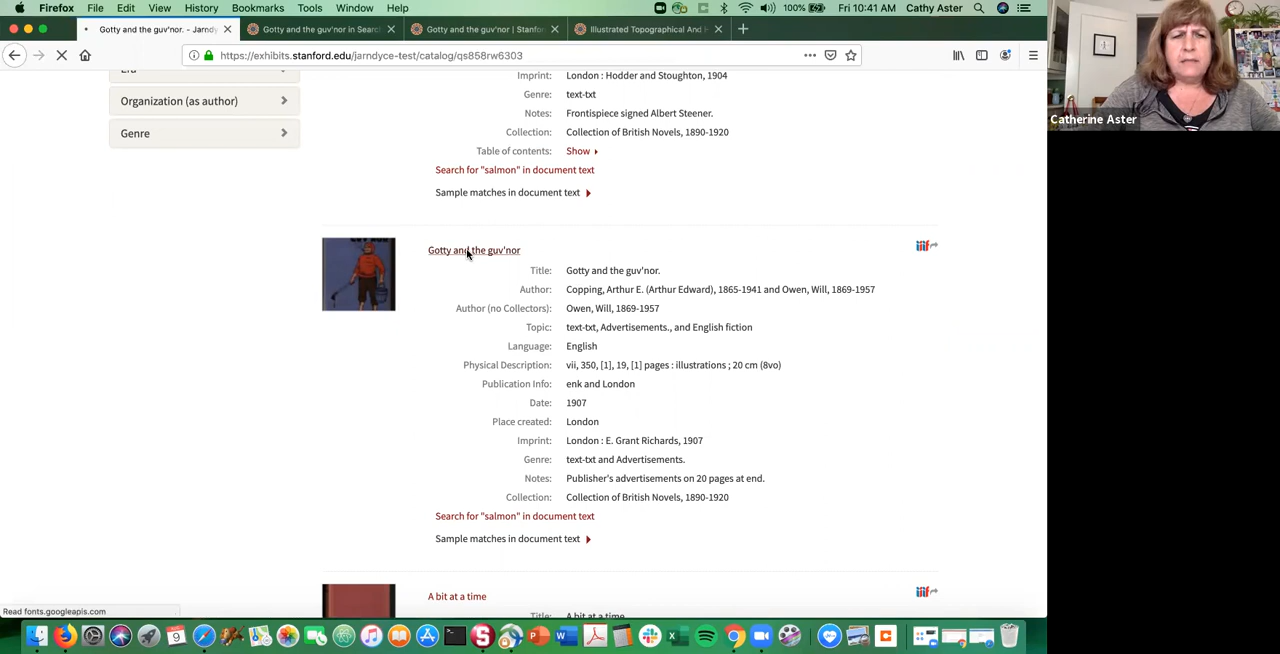 Firefox File Edit View History Bookmarks Tools Window Help 100% Fri 10:41 AM Cathy Aster
Gotty and the guv'nor. - Jarndy Gotty and the guv'nor in Searc Gotty and the guv'nor | Stanfor Illustrated Topographical And H
https://exhibits.stanford.edu/jarndyce-test/catalog/qs858rw6303
Catherine Aster
Era
Organization (as author)
Genre
Imprint: London : Hodder and Stoughton, 1904
Genre: text-txt
Notes: Frontispiece signed Albert Steener.
Collection: Collection of British Novels, 1890-1920
Table of contents: Show
Search for "salmon" in document text
Sample matches in document text
Gotty and the guv'nor
iiif
Title: Gotty and the guv'nor.
Author: Copping, Arthur E. (Arthur Edward), 1865-1941 and Owen, Will, 1869-1957
Author (no Collectors): Owen, Will, 1869-1957
Topic: text-txt, Advertisements., and English fiction
Language: English
Physical Description: vii, 350, [1], 19, [1] pages : illustrations ; 20 cm (8vo)
Publication Info: enk and London
Date: 1907
Place created: London
Imprint: London : E. Grant Richards, 1907
Genre: text-txt and Advertisements.
Notes: Publisher's advertisements on 20 pages at end.
Collection: Collection of British Novels, 1890-1920
Search for "salmon" in document text
Sample matches in document text
A bit at a time
iiif
Title: A bit at a time
Read fonts.googleapis.com